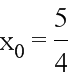 x₀ = 5/4